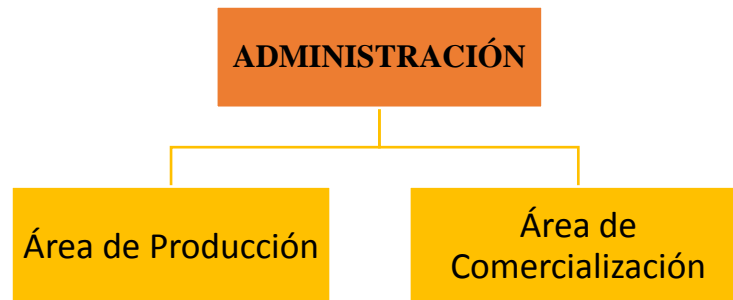 ADMINISTRACIÓN
Área de Producción
Área de
Comercialización